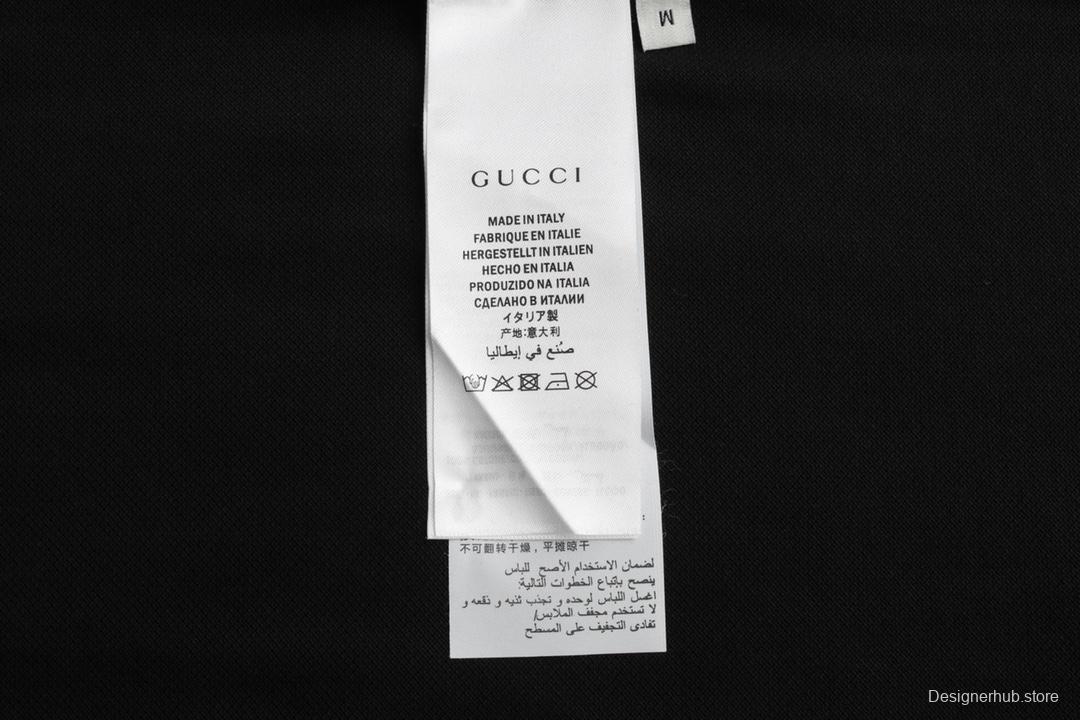 M
GUCCI
MADE IN ITALY
FABRIQUE EN ITALIE
HERGESTELLT IN ITALIEN
HECHO EN ITALIA
PRODUZIDO NA ITALIA
СДЕЛАНО В ИТАЛИИ
イタリア製
产地:意大利
صُنع في إيطاليا
不可翻转干燥，平摊晾干
لضمان الاستخدام الأصح للباس
ينصح بإتباع الخطوات التالية:
اغسل اللباس لوحده و تجنب ثنيه و نقعه و
لا تستخدم مجفف الملابس/
تفادى التجفيف على المسطح
Designerhub.store